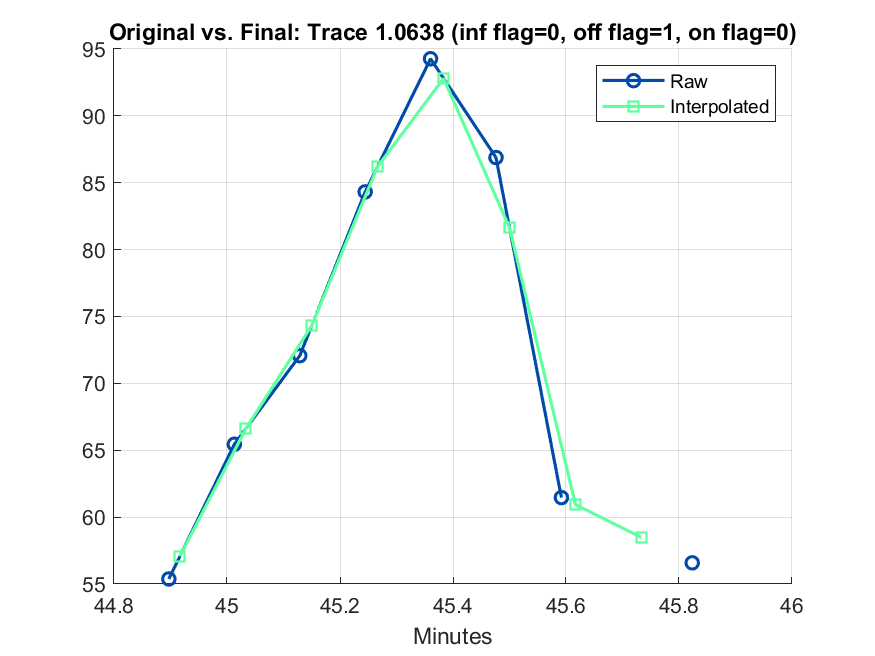 Original vs. Final: Trace 1.0638 (inf flag=0, off flag=1, on flag=0)
95
90
85
80
75
70
65
60
55
Raw
Interpolated
44.8 45 45.2 45.4 45.6 45.8 46
Minutes